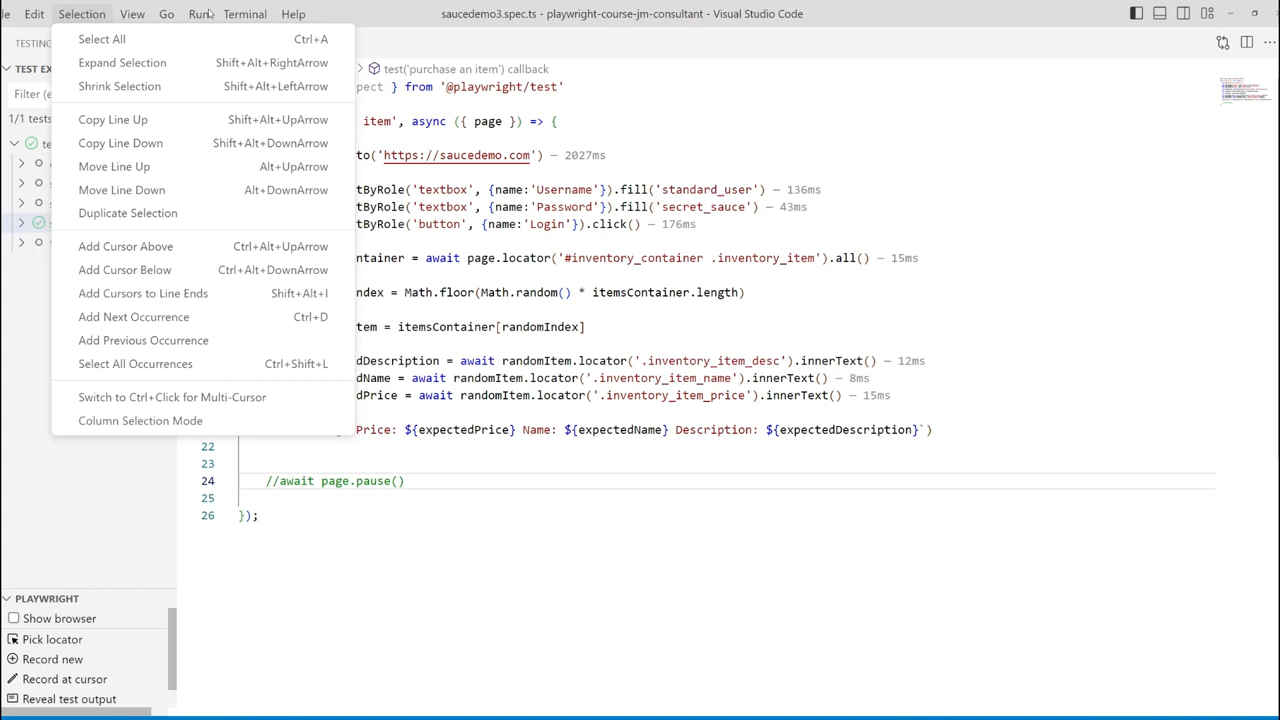 le Edit Selection View Go Run Terminal Help saucedemo3.spec.ts - playwright-course-jm-consultant - Visual Studio Code
TESTING
TEST EX
Filter (e
1/1 tests
te
Select All Ctrl+A
Expand Selection Shift+Alt+RightArrow
Shrink Selection Shift+Alt+LeftArrow
Copy Line Up Shift+Alt+UpArrow
Copy Line Down Shift+Alt+DownArrow
Move Line Up Alt+UpArrow
Move Line Down Alt+DownArrow
Duplicate Selection
Add Cursor Above Ctrl+Alt+UpArrow
Add Cursor Below Ctrl+Alt+DownArrow
Add Cursors to Line Ends Shift+Alt+I
Add Next Occurrence Ctrl+D
Add Previous Occurrence
Select All Occurrences Ctrl+Shift+L
Switch to Ctrl+Click for Multi-Cursor
Column Selection Mode
test('purchase an item') callback
pect } from '@playwright/test'
item', async ({ page }) => {
to('https://saucedemo.com') — 2027ms
tByRole('textbox', {name:'Username'}).fill('standard_user') — 136ms
tByRole('textbox', {name:'Password'}).fill('secret_sauce') — 43ms
tByRole('button', {name:'Login'}).click() — 176ms
ontainer = await page.locator('#inventory_container .inventory_item').all() — 15ms
ndex = Math.floor(Math.random() * itemsContainer.length)
tem = itemsContainer[randomIndex]
dDescription = await randomItem.locator('.inventory_item_desc').innerText() — 12ms
dName = await randomItem.locator('.inventory_item_name').innerText() — 8ms
dPrice = await randomItem.locator('.inventory_item_price').innerText() — 15ms
Price: ${expectedPrice} Name: ${expectedName} Description: ${expectedDescription}`)
22
23
24 //await page.pause()
25
26 });
PLAYWRIGHT
Show browser
Pick locator
Record new
Record at cursor
Reveal test output